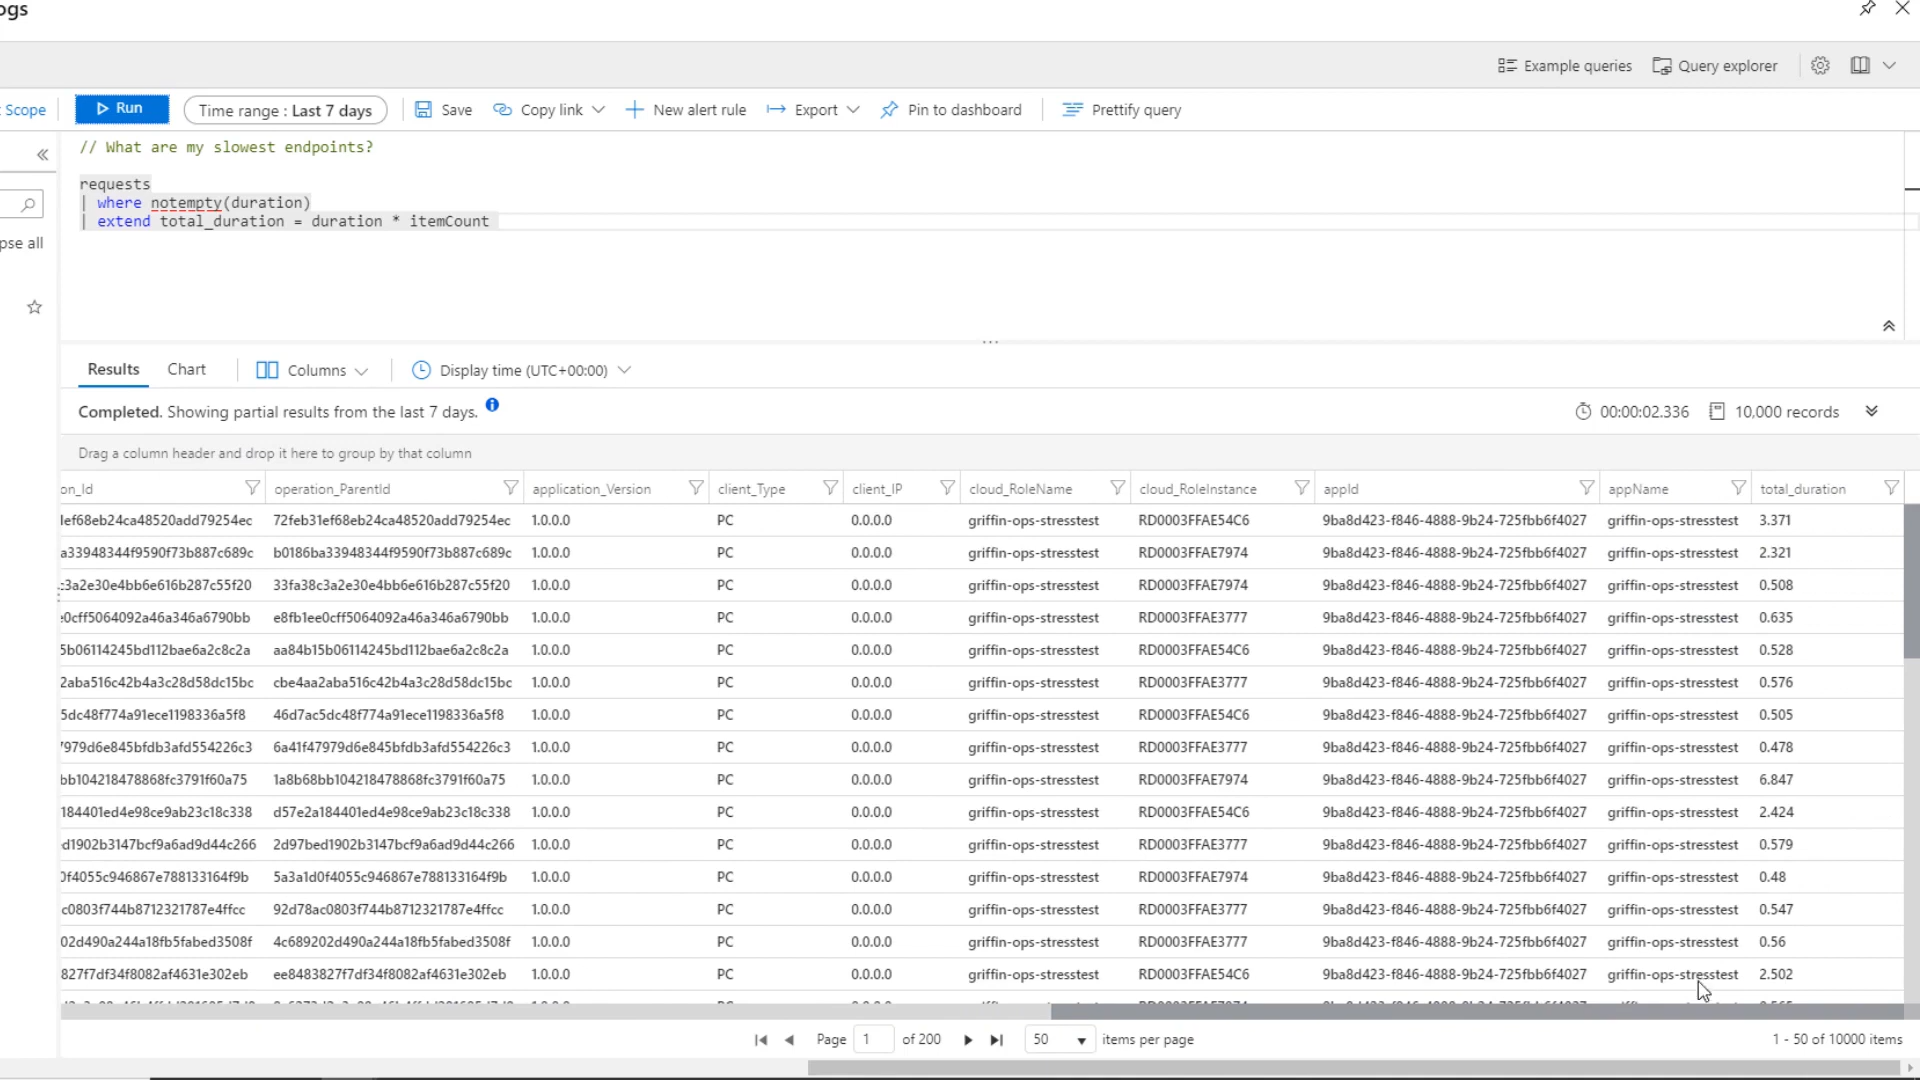 ogs
Example queries Query explorer
Scope Run Time range : Last 7 days Save Copy link New alert rule Export Pin to dashboard Prettify query
// What are my slowest endpoints?
requests
| where notempty(duration)
| extend total_duration = duration * itemCount
pse all
Results Chart Columns Display time (UTC+00:00)
Completed. Showing partial results from the last 7 days. 00:00:02.336 10,000 records
Drag a column header and drop it here to group by that column
on_Id operation_ParentId application_Version client_Type client_IP cloud_RoleName cloud_RoleInstance appId appName total_duration
ef68eb24ca48520add79254ec 72feb31ef68eb24ca48520add79254ec 1.0.0.0 PC 0.0.0.0 griffin-ops-stresstest RD0003FFAE54C6 9ba8d423-f846-4888-9b24-725fbb6f4027 griffin-ops-stresstest 3.371
a33948344f9590f73b887c689c b0186ba33948344f9590f73b887c689c 1.0.0.0 PC 0.0.0.0 griffin-ops-stresstest RD0003FFAE7974 9ba8d423-f846-4888-9b24-725fbb6f4027 griffin-ops-stresstest 2.321
c3a2e30e4bb6e616b287c55f20 33fa38c3a2e30e4bb6e616b287c55f20 1.0.0.0 PC 0.0.0.0 griffin-ops-stresstest RD0003FFAE7974 9ba8d423-f846-4888-9b24-725fbb6f4027 griffin-ops-stresstest 0.508
e0cff5064092a46a346a6790bb e8fb1ee0cff5064092a46a346a6790bb 1.0.0.0 PC 0.0.0.0 griffin-ops-stresstest RD0003FFAE3777 9ba8d423-f846-4888-9b24-725fbb6f4027 griffin-ops-stresstest 0.635
5b06114245bd112bae6a2c8c2a aa84b15b06114245bd112bae6a2c8c2a 1.0.0.0 PC 0.0.0.0 griffin-ops-stresstest RD0003FFAE54C6 9ba8d423-f846-4888-9b24-725fbb6f4027 griffin-ops-stresstest 0.528
2aba516c42b4a3c28d58dc15bc cbe4aa2aba516c42b4a3c28d58dc15bc 1.0.0.0 PC 0.0.0.0 griffin-ops-stresstest RD0003FFAE3777 9ba8d423-f846-4888-9b24-725fbb6f4027 griffin-ops-stresstest 0.576
5dc48f774a91ece1198336a5f8 46d7ac5dc48f774a91ece1198336a5f8 1.0.0.0 PC 0.0.0.0 griffin-ops-stresstest RD0003FFAE54C6 9ba8d423-f846-4888-9b24-725fbb6f4027 griffin-ops-stresstest 0.505
7979d6e845bfdb3afd554226c3 6a41f47979d6e845bfdb3afd554226c3 1.0.0.0 PC 0.0.0.0 griffin-ops-stresstest RD0003FFAE3777 9ba8d423-f846-4888-9b24-725fbb6f4027 griffin-ops-stresstest 0.478
bb104218478868fc3791f60a75 1a8b68bb104218478868fc3791f60a75 1.0.0.0 PC 0.0.0.0 griffin-ops-stresstest RD0003FFAE7974 9ba8d423-f846-4888-9b24-725fbb6f4027 griffin-ops-stresstest 6.847
184401ed4e98ce9ab23c18c338 d57e2a184401ed4e98ce9ab23c18c338 1.0.0.0 PC 0.0.0.0 griffin-ops-stresstest RD0003FFAE54C6 9ba8d423-f846-4888-9b24-725fbb6f4027 griffin-ops-stresstest 2.424
d1902b3147bcf9a6ad9d44c266 2d97bed1902b3147bcf9a6ad9d44c266 1.0.0.0 PC 0.0.0.0 griffin-ops-stresstest RD0003FFAE3777 9ba8d423-f846-4888-9b24-725fbb6f4027 griffin-ops-stresstest 0.579
0f4055c946867e788133164f9b 5a3a1d0f4055c946867e788133164f9b 1.0.0.0 PC 0.0.0.0 griffin-ops-stresstest RD0003FFAE7974 9ba8d423-f846-4888-9b24-725fbb6f4027 griffin-ops-stresstest 0.48
c0803f744b8712321787e4ffcc 92d78ac0803f744b8712321787e4ffcc 1.0.0.0 PC 0.0.0.0 griffin-ops-stresstest RD0003FFAE3777 9ba8d423-f846-4888-9b24-725fbb6f4027 griffin-ops-stresstest 0.547
02d490a244a18fb5fabed3508f 4c689202d490a244a18fb5fabed3508f 1.0.0.0 PC 0.0.0.0 griffin-ops-stresstest RD0003FFAE3777 9ba8d423-f846-4888-9b24-725fbb6f4027 griffin-ops-stresstest 0.56
827f7df34f8082af4631e302eb ee8483827f7df34f8082af4631e302eb 1.0.0.0 PC 0.0.0.0 griffin-ops-stresstest RD0003FFAE54C6 9ba8d423-f846-4888-9b24-725fbb6f4027 griffin-ops-stresstest 2.502
Page 1 of 200 50 items per page 1 - 50 of 10000 items